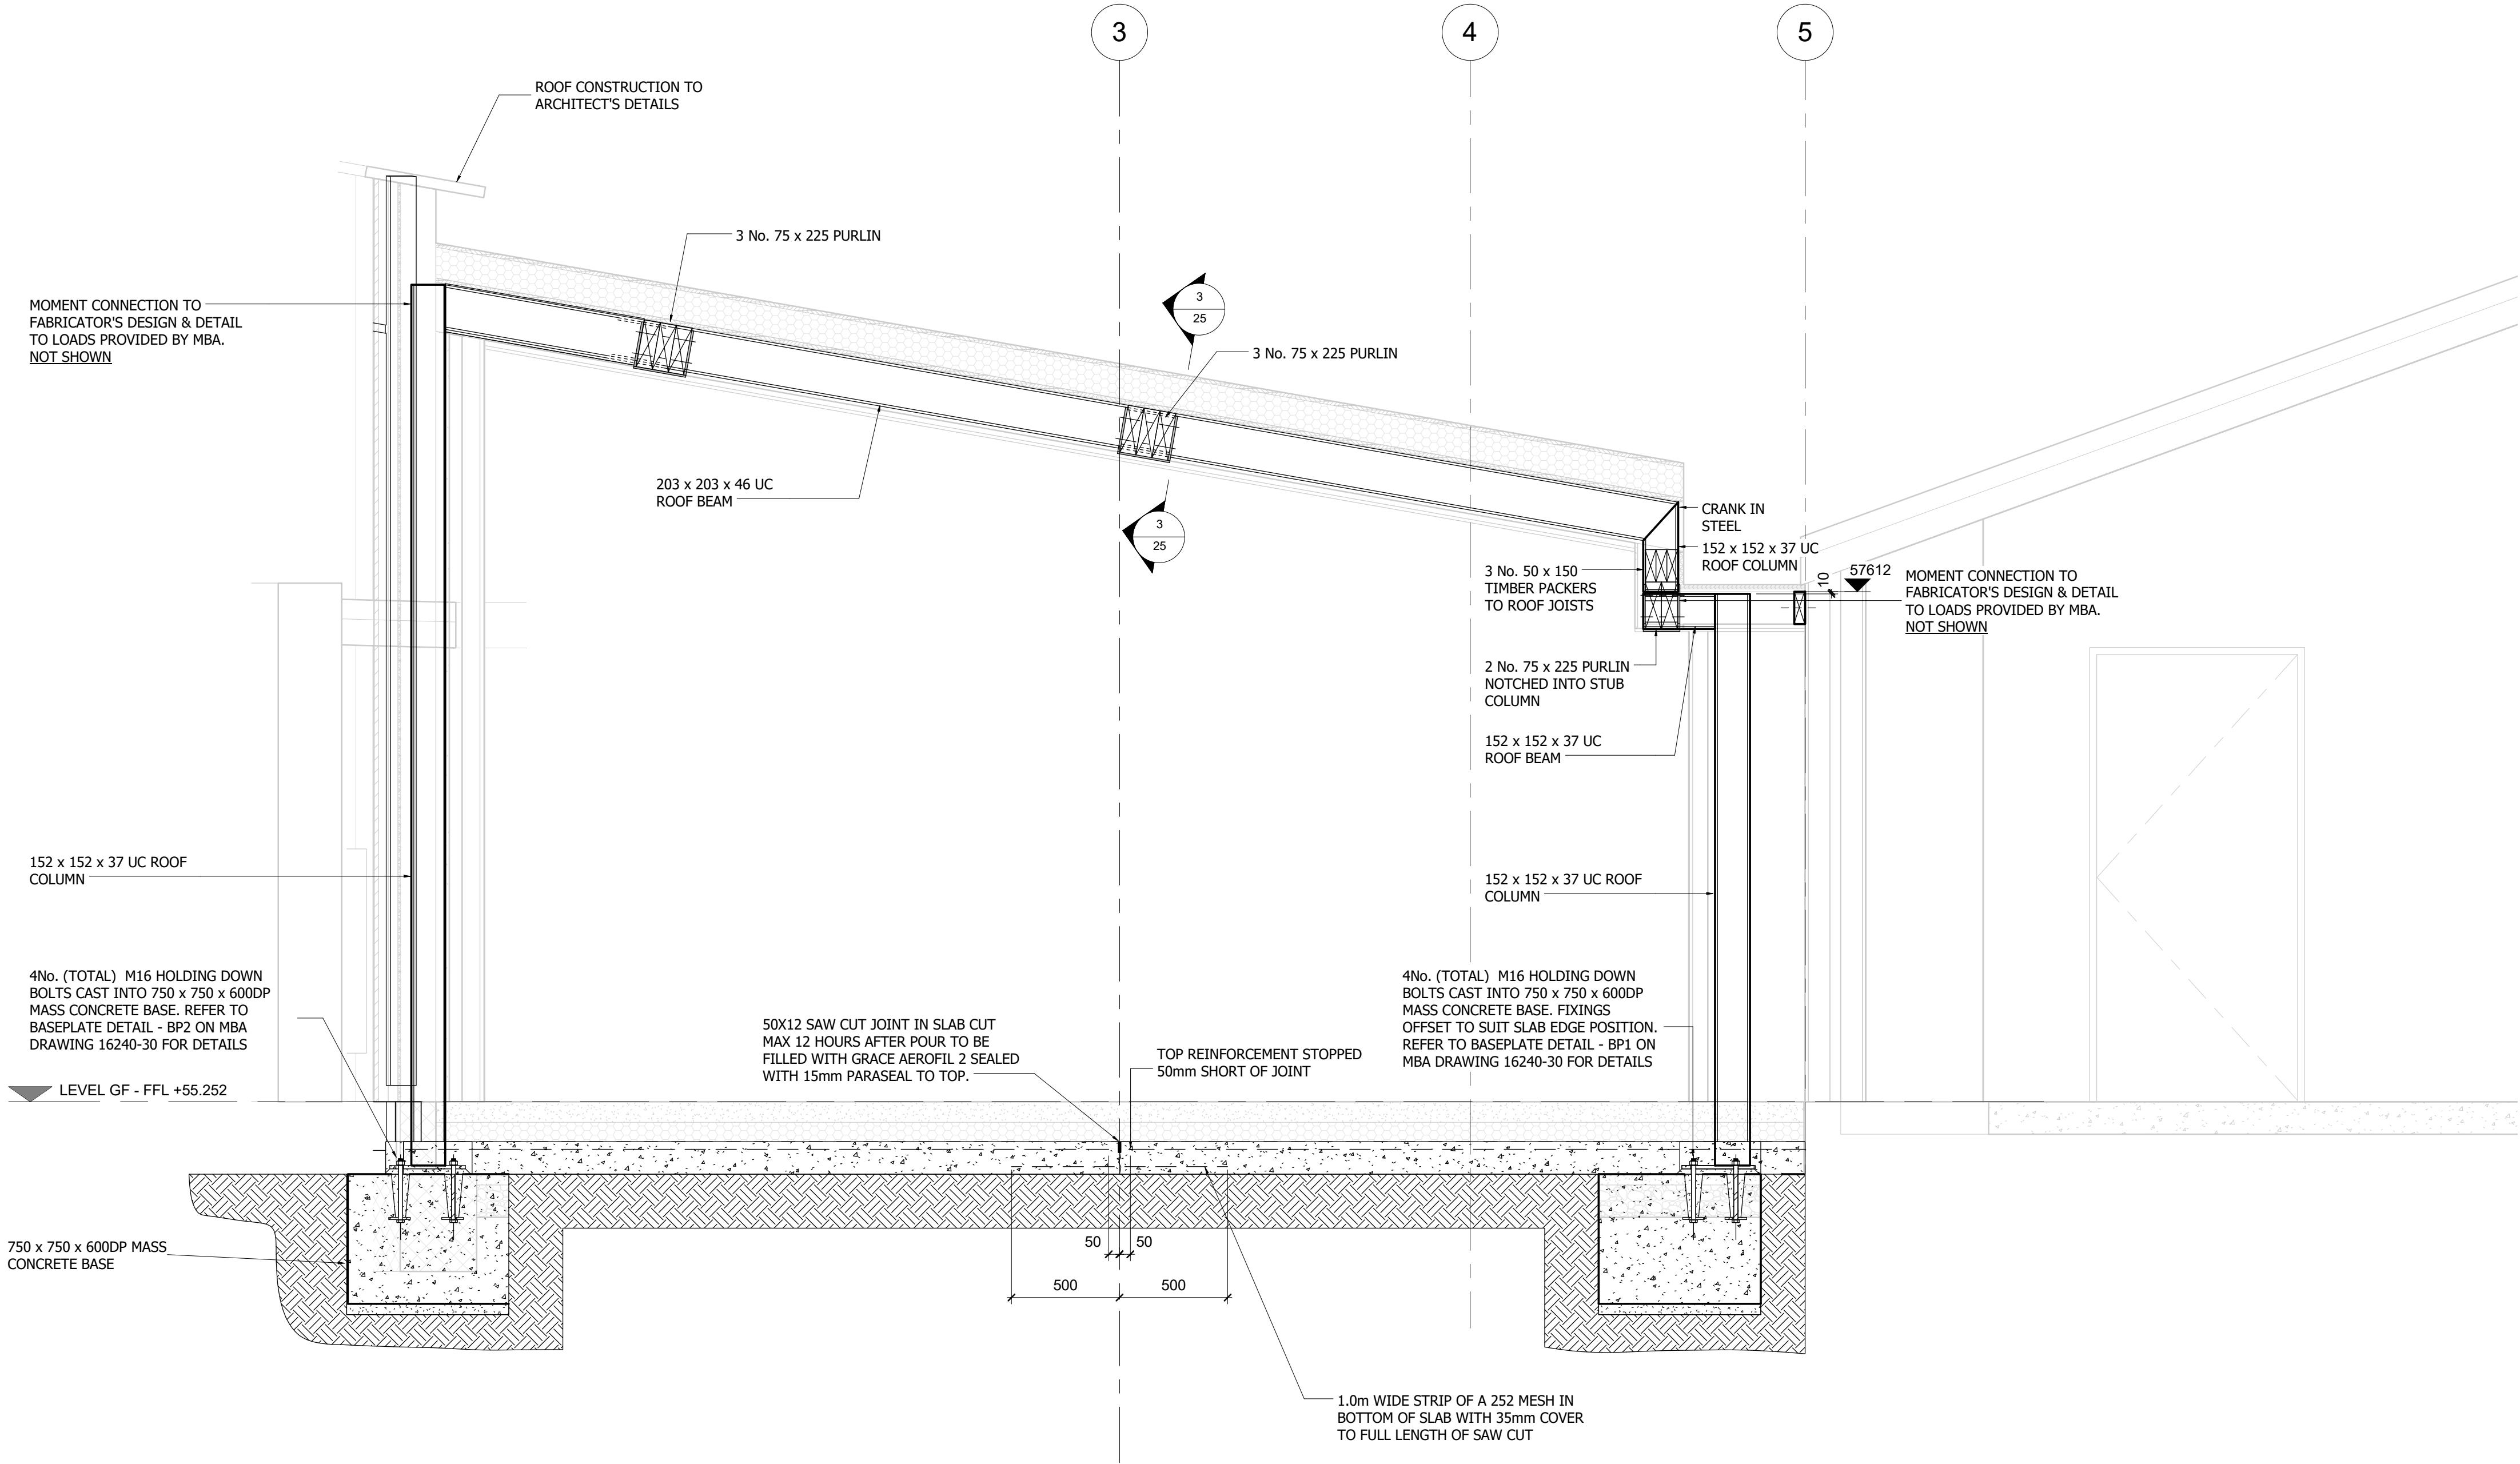 3
4
5
ROOF CONSTRUCTION TO
ARCHITECT'S DETAILS
3 No. 75 x 225 PURLIN
MOMENT CONNECTION TO
FABRICATOR'S DESIGN & DETAIL
TO LOADS PROVIDED BY MBA.
NOT SHOWN
3
25
3 No. 75 x 225 PURLIN
203 x 203 x 46 UC
ROOF BEAM
3
25
CRANK IN
STEEL
152 x 152 x 37 UC
ROOF COLUMN
3 No. 50 x 150
TIMBER PACKERS
TO ROOF JOISTS
10
57612
MOMENT CONNECTION TO
FABRICATOR'S DESIGN & DETAIL
TO LOADS PROVIDED BY MBA.
NOT SHOWN
2 No. 75 x 225 PURLIN
NOTCHED INTO STUB
COLUMN
152 x 152 x 37 UC
ROOF BEAM
152 x 152 x 37 UC ROOF
COLUMN
152 x 152 x 37 UC ROOF
COLUMN
4No. (TOTAL)  M16 HOLDING DOWN
BOLTS CAST INTO 750 x 750 x 600DP
MASS CONCRETE BASE. REFER TO
BASEPLATE DETAIL - BP2 ON MBA
DRAWING 16240-30 FOR DETAILS
50X12 SAW CUT JOINT IN SLAB CUT
MAX 12 HOURS AFTER POUR TO BE
FILLED WITH GRACE AEROFIL 2 SEALED
WITH 15mm PARASEAL TO TOP.
TOP REINFORCEMENT STOPPED
50mm SHORT OF JOINT
4No. (TOTAL)  M16 HOLDING DOWN
BOLTS CAST INTO 750 x 750 x 600DP
MASS CONCRETE BASE. FIXINGS
OFFSET TO SUIT SLAB EDGE POSITION.
REFER TO BASEPLATE DETAIL - BP1 ON
MBA DRAWING 16240-30 FOR DETAILS
LEVEL GF - FFL +55.252
750 x 750 x 600DP MASS
CONCRETE BASE
50
50
500
500
1.0m WIDE STRIP OF A 252 MESH IN
BOTTOM OF SLAB WITH 35mm COVER
TO FULL LENGTH OF SAW CUT